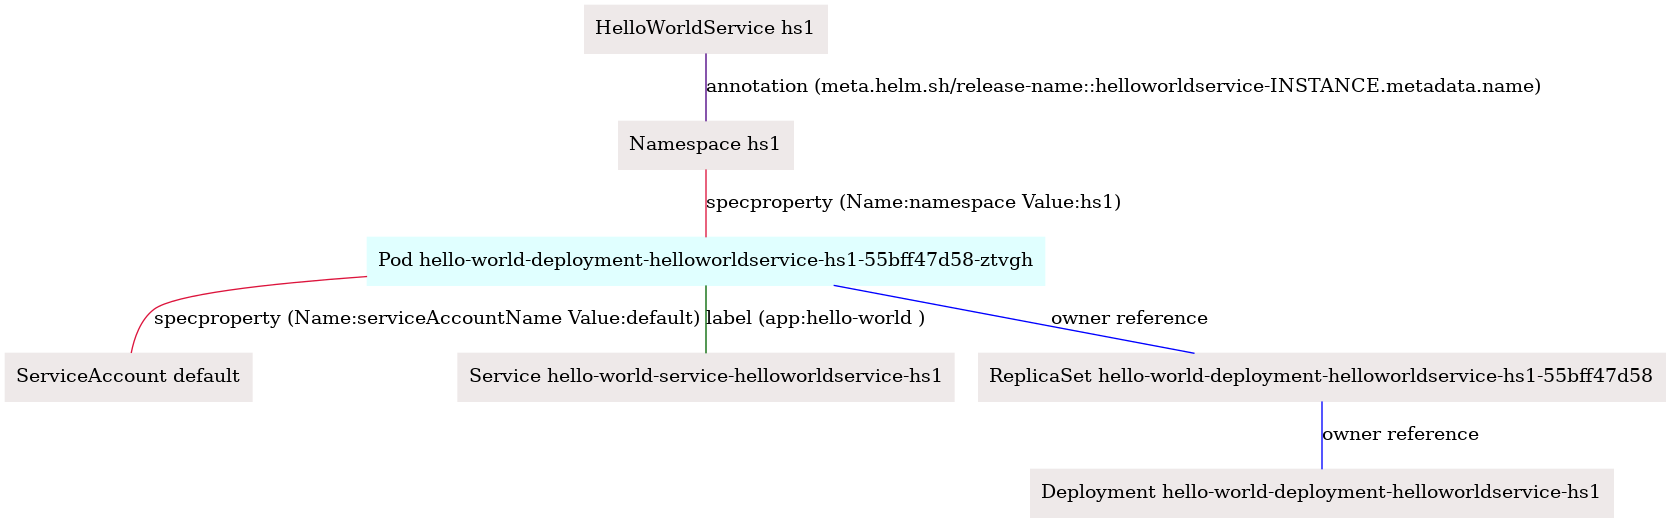 HelloWorldService hs1
annotation (meta.helm.sh/release-name::helloworldservice-INSTANCE.metadata.name)
Namespace hs1
specproperty (Name:namespace Value:hs1)
Pod hello-world-deployment-helloworldservice-hs1-55bff47d58-ztvgh
specproperty (Name:serviceAccountName Value:default)
label (app:hello-world )
owner reference
ServiceAccount default
Service hello-world-service-helloworldservice-hs1
ReplicaSet hello-world-deployment-helloworldservice-hs1-55bff47d58
owner reference
Deployment hello-world-deployment-helloworldservice-hs1